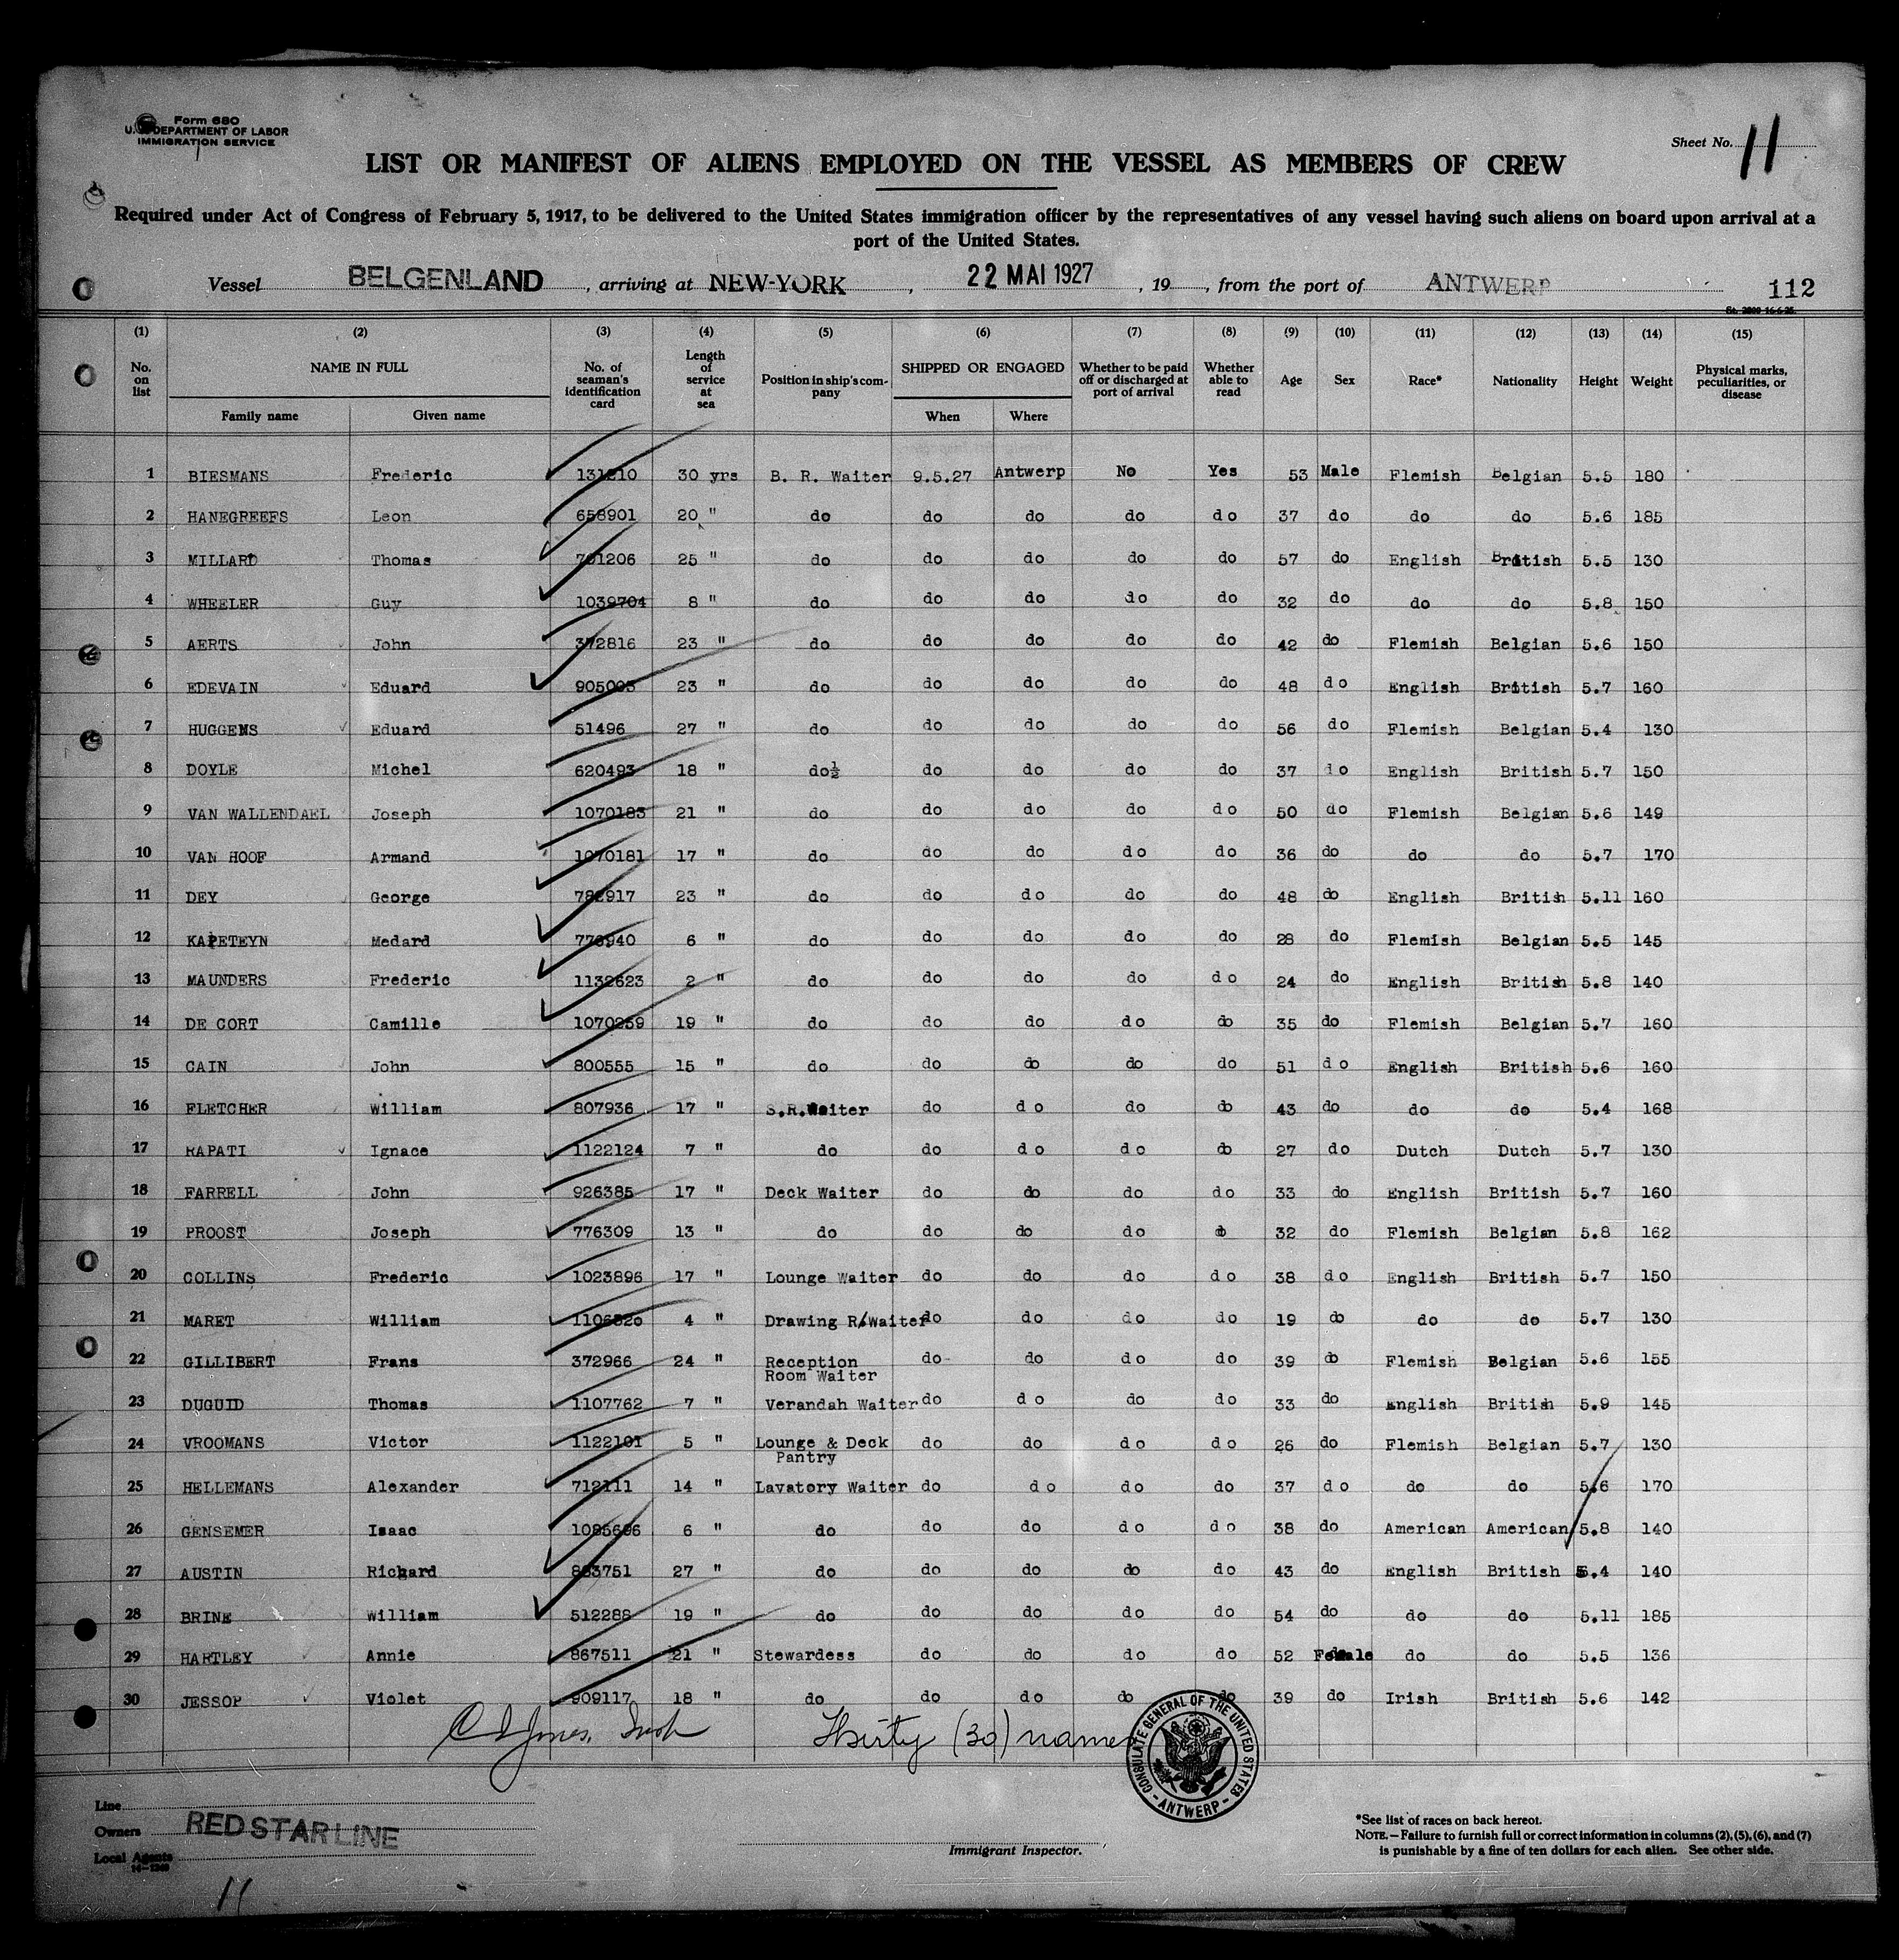 Form 680
U. S. DEPARTMENT OF LABOR
IMMIGRATION SERVICE
Sheet No. 11
LIST OR MANIFEST OF ALIENS EMPLOYED ON THE VESSEL AS MEMBERS OF CREW
Required under Act of Congress of February 5, 1917, to be delivered to the United States immigration officer by the representatives of any vessel having such aliens on board upon arrival at a
port of the United States.
Vessel BELGENLAND, arriving at NEW-YORK, 22 MAI 1927, 19, from the port of ANTWERP 112
(1) (2) (3) (4) (5) (6) (7) (8) (9) (10) (11) (12) (13) (14) (15)
No. on list NAME IN FULL Family name Given name No. of seaman's identification card Length of service at sea Position in ship's company SHIPPED OR ENGAGED When Where Whether to be paid off or discharged at port of arrival Whether able to read Age Sex Race* Nationality Height Weight Physical marks, peculiarities, or disease
1 BIESMANS Frederic 131210 30 yrs B. R. Waiter 9.5.27 Antwerp No Yes 53 Male Flemish Belgian 5.5 180
2 HANEGREEFS Leon 658901 20 " do do do do do 37 do do do 5.6 185
3 MILLARD Thomas 701206 25 " do do do do do 57 do English British 5.5 130
4 WHEELER Guy 1039704 8 " do do do do do 32 do do do 5.8 150
5 AERTS John 372816 23 " do do do do do 42 do Flemish Belgian 5.6 150
6 EDEVAIN Eduard 905003 23 " do do do do do 48 do English British 5.7 160
7 HUGGENS Eduard 51496 27 " do do do do do 56 do Flemish Belgian 5.4 130
8 DOYLE Michel 620493 18 " do½ do do do do 37 do English British 5.7 150
9 VAN WALLENDAEL Joseph 1070183 21 " do do do do do 50 do Flemish Belgian 5.6 149
10 VAN HOOF Armand 1070181 17 " do do do do do 36 do do do 5.7 170
11 DEY George 782917 23 " do do do do do 48 do English British 5.11 160
12 KAPETEYN Medard 776940 6 " do do do do do 28 do Flemish Belgian 5.5 145
13 MAUNDERS Frederic 1132623 2 " do do do do do 24 do English British 5.8 140
14 DE CORT Camille 1070259 19 " do do do do do 35 do Flemish Belgian 5.7 160
15 CAIN John 800555 15 " do do do do do 51 do English British 5.6 160
16 FLETCHER William 807936 17 " S.R.Waiter do do do do 43 do do do 5.4 168
17 RAPATI Ignace 1122124 7 " do do do do do 27 do Dutch Dutch 5.7 130
18 FARRELL John 926385 17 " Deck Waiter do do do do 33 do English British 5.7 160
19 PROOST Joseph 776309 13 " do do do do do 32 do Flemish Belgian 5.8 162
20 COLLINS Frederic 1023896 17 " Lounge Waiter do do do do 38 do English British 5.7 150
21 MARET William 1106520 4 " Drawing R/Waiter do do do do 19 do do do 5.7 130
22 GILLIBERT Frans 372966 24 " Reception do do do do 39 do Flemish Belgian 5.6 155
Room Waiter
23 DUGUID Thomas 1107762 7 " Verandah Waiter do do do do 33 do English British 5.9 145
24 VROOMANS Victor 1122101 5 " Lounge & Deck do do do do 26 do Flemish Belgian 5.7 130
Pantry
25 HELLEMANS Alexander 712111 14 " Lavatory Waiter do do do do 37 do do do 5.6 170
26 GENSEMER Isaac 1085696 6 " do do do do do 38 do American American 5.8 140
27 AUSTIN Richard 863751 27 " do do do do do 43 do English British 5.4 140
28 BRINE William 512288 19 " do do do do do 54 do do do 5.11 185
29 HARTLEY Annie 867511 21 " Stewardess do do do do 52 Female do do 5.5 136
30 JESSOP Violet 909117 18 " do do do do do 39 do Irish British 5.6 142
Thirty (30) names
CONSULATE GENERAL OF THE UNITED STATES - ANTWERP -
Line
Owners RED STAR LINE
Local Agents
Immigrant Inspector.
*See list of races on back hereof.
NOTE.—Failure to furnish full or correct information in columns (2), (5), (6), and (7)
is punishable by a fine of ten dollars for each alien. See other side.
11